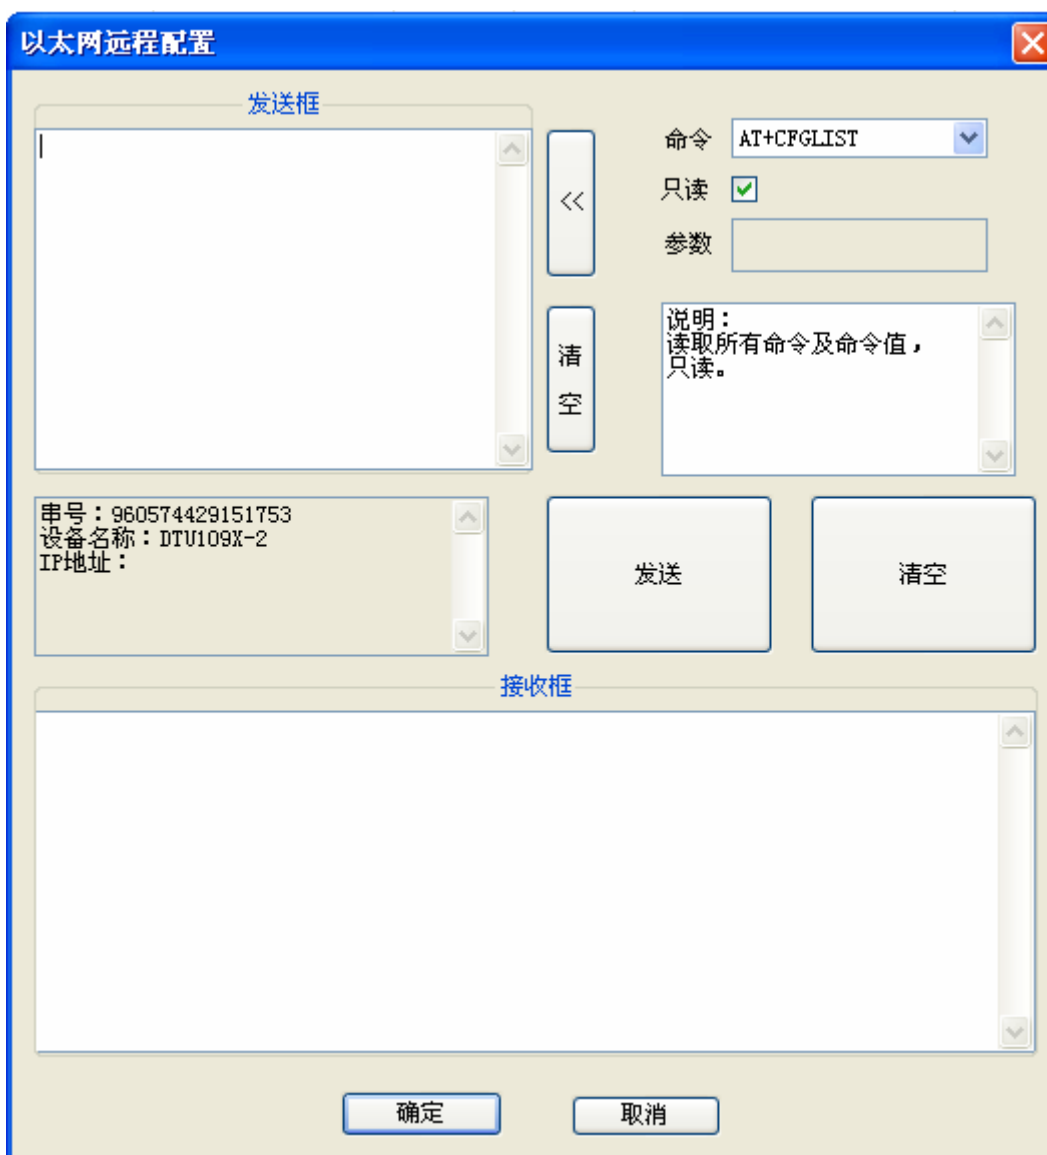 以太网远程配置
发送框
<<
命令 AT+CFGLIST
只读
参数
清
空
说明：
读取所有命令及命令值，
只读。
串号：960574429151753
设备名称：DTU109X-2
IP地址：
发送
清空
接收框
确定
取消